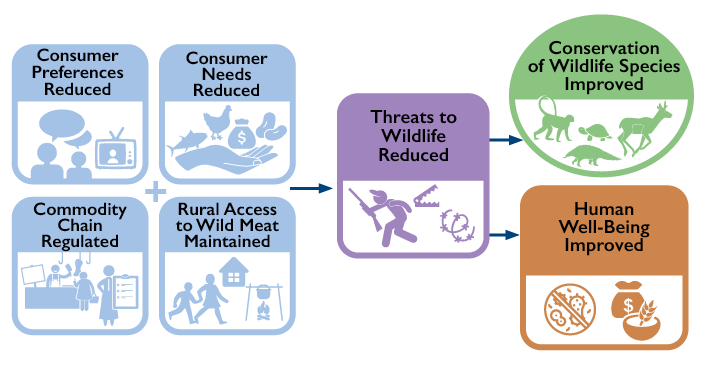 Consumer
Preferences
Reduced
Consumer
Needs
Reduced
Commodity
Chain
Regulated
Rural Access
to Wild Meat
Maintained
Threats to
Wildlife
Reduced
Conservation
of Wildlife Species
Improved
Human
Well-Being
Improved
$
$